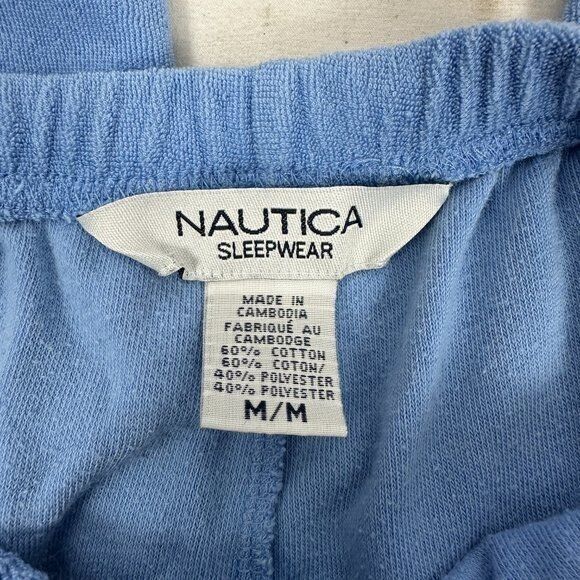 NAUTICA
SLEEPWEAR
MADE IN
CAMBODIA
FABRIQUÉ AU
CAMBODGE
60% COTTON
60% COTON/
40% POLYESTER
40% POLYESTER
M/M